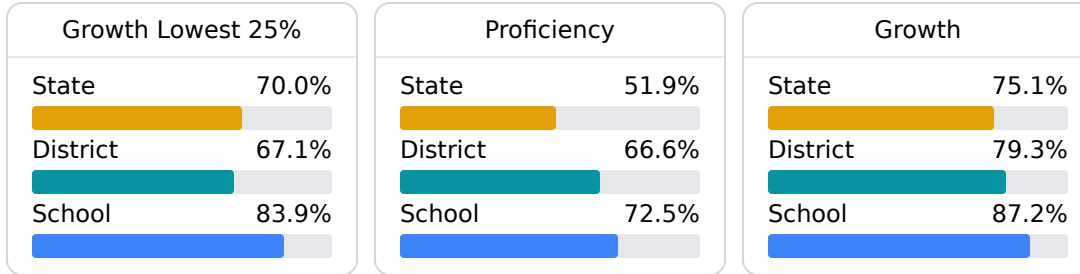 Growth Lowest 25%
State 70.0%
District 67.1%
School 83.9%
Proficiency
State 51.9%
District 66.6%
School 72.5%
Growth
State 75.1%
District 79.3%
School 87.2%